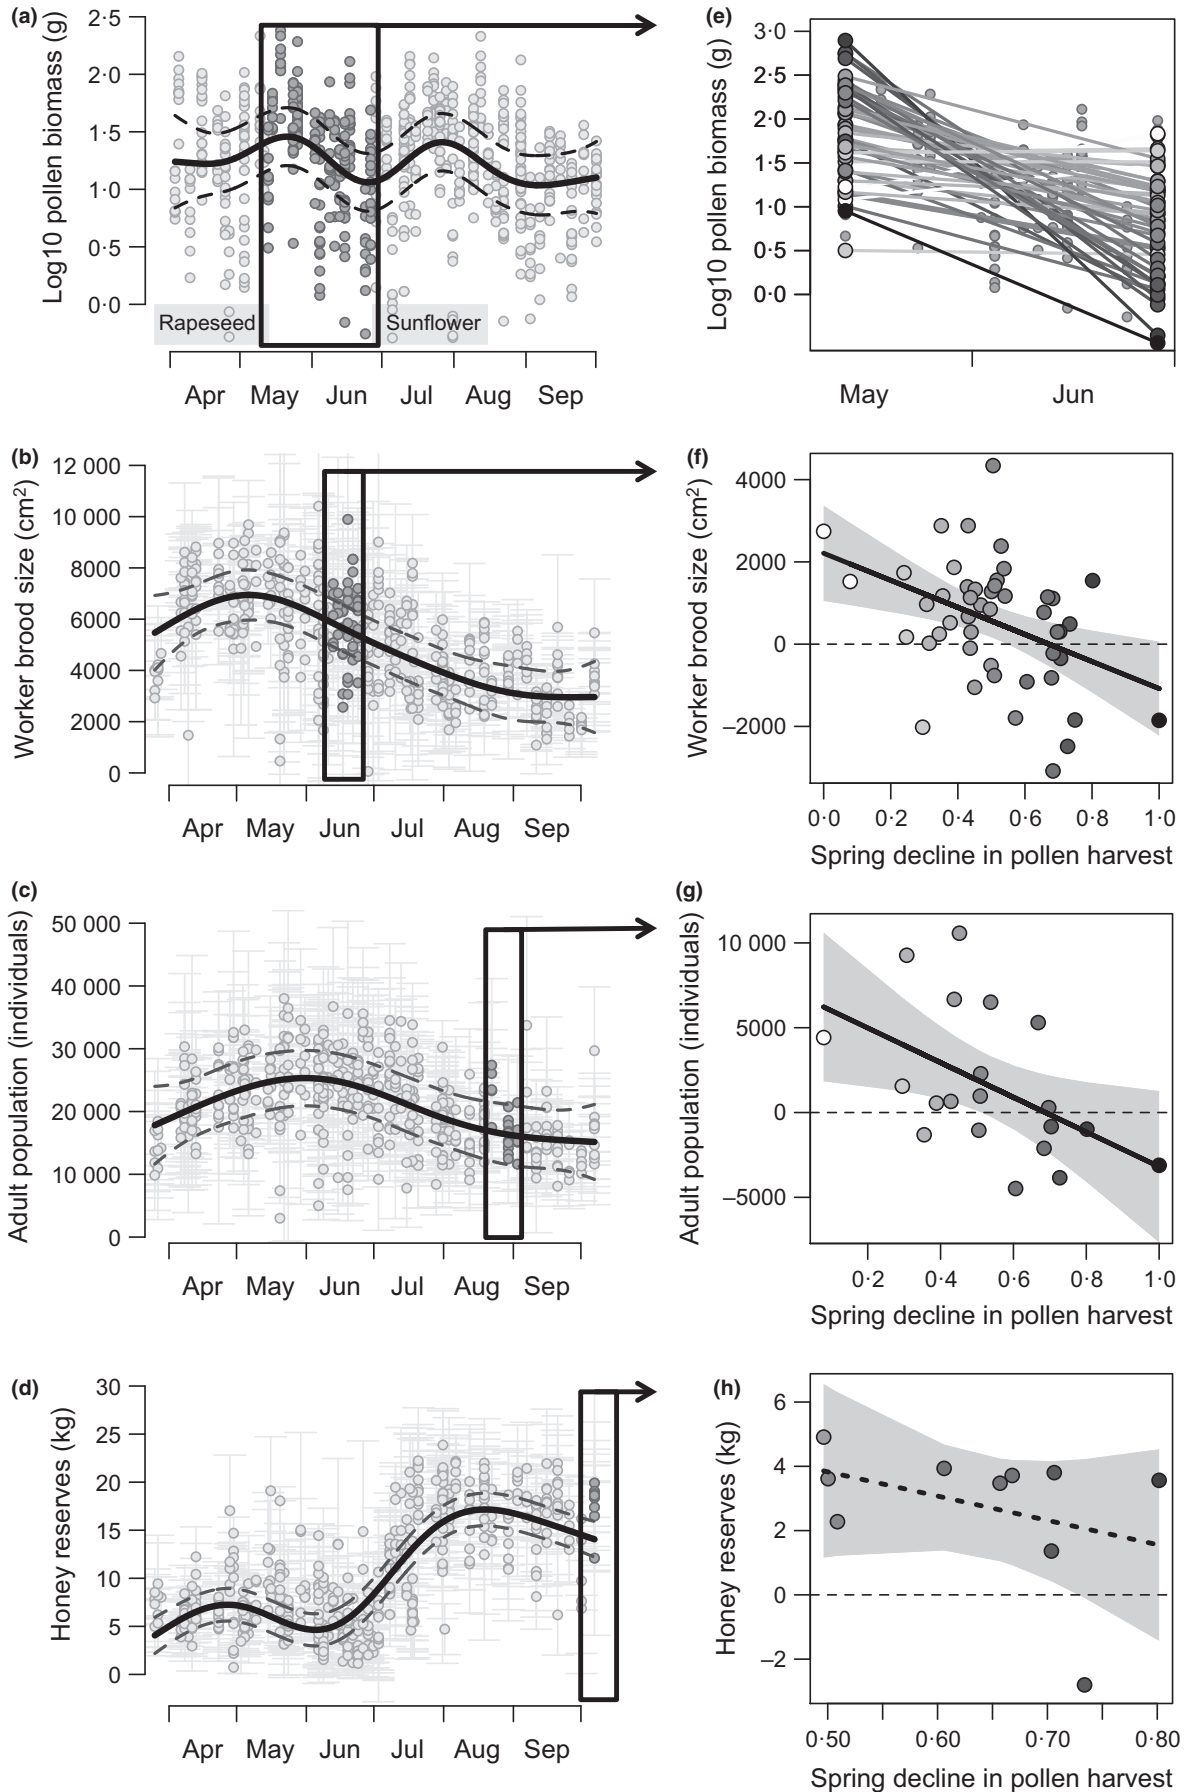 (a)
Log10 pollen biomass (g)
2·5
2·0
1·5
1·0
0·5
0·0
Rapeseed
Sunflower
Apr May Jun Jul Aug Sep
(e)
Log10 pollen biomass (g)
3·0
2·5
2·0
1·5
1·0
0·5
0·0
May Jun
(b)
Worker brood size (cm²)
12 000
10 000
8000
6000
4000
2000
0
Apr May Jun Jul Aug Sep
(f)
Worker brood size (cm²)
4000
2000
0
−2000
0·0 0·2 0·4 0·6 0·8 1·0
Spring decline in pollen harvest
(c)
Adult population (individuals)
50 000
40 000
30 000
20 000
10 000
0
Apr May Jun Jul Aug Sep
(g)
Adult population (individuals)
10 000
5000
0
−5000
0·2 0·4 0·6 0·8 1·0
Spring decline in pollen harvest
(d)
Honey reserves (kg)
30
25
20
15
10
5
0
Apr May Jun Jul Aug Sep
(h)
Honey reserves (kg)
6
4
2
0
−2
0·50 0·60 0·70 0·80
Spring decline in pollen harvest